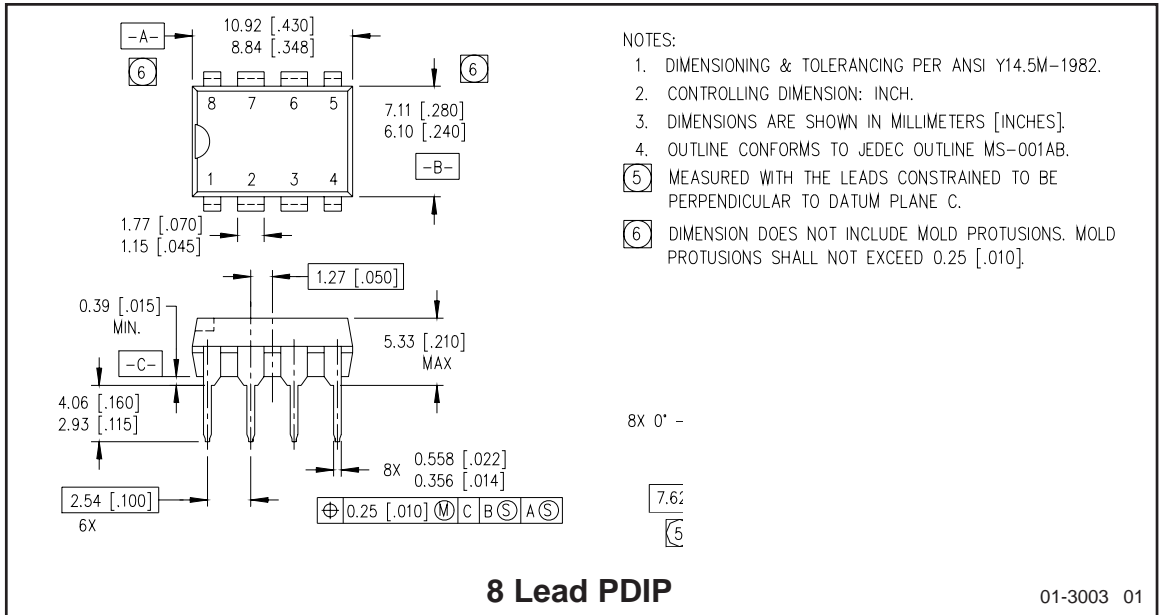 -A-
10.92 [.430]
8.84 [.348]
6
6
8 7 6 5
1 2 3 4
7.11 [.280]
6.10 [.240]
-B-
1.77 [.070]
1.15 [.045]
1.27 [.050]
0.39 [.015]
MIN.
-C-
5.33 [.210]
MAX
4.06 [.160]
2.93 [.115]
2.54 [.100]
6X
8X 0.558 [.022]
0.356 [.014]
⌖ 0.25 [.010] Ⓜ C B Ⓢ A Ⓢ
NOTES:
1. DIMENSIONING & TOLERANCING PER ANSI Y14.5M-1982.
2. CONTROLLING DIMENSION: INCH.
3. DIMENSIONS ARE SHOWN IN MILLIMETERS [INCHES].
4. OUTLINE CONFORMS TO JEDEC OUTLINE MS-001AB.
5 MEASURED WITH THE LEADS CONSTRAINED TO BE
PERPENDICULAR TO DATUM PLANE C.
6 DIMENSION DOES NOT INCLUDE MOLD PROTUSIONS. MOLD
PROTUSIONS SHALL NOT EXCEED 0.25 [.010].
8X 0°
7.62
5
8 Lead PDIP
01-3003 01